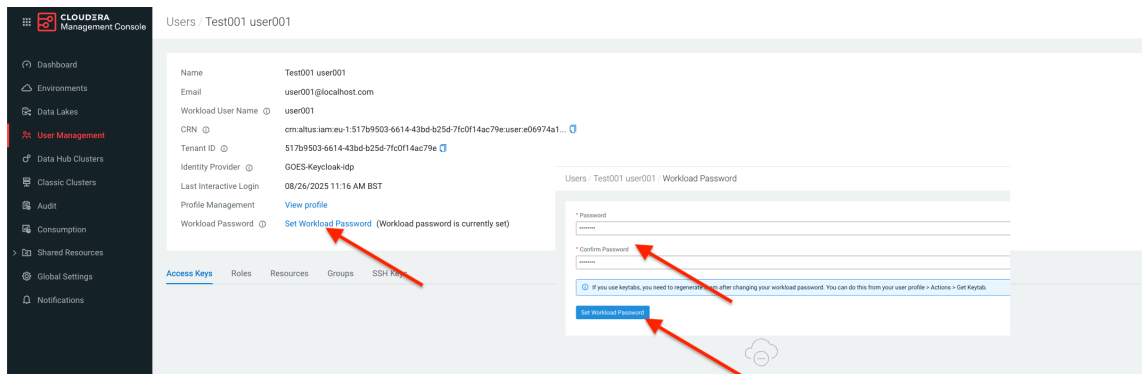 CLOUDERA
Management Console
Dashboard
Environments
Data Lakes
User Management
Data Hub Clusters
Classic Clusters
Audit
Consumption
Shared Resources
Global Settings
Notifications
Users / Test001 user001
Name Test001 user001
Email user001@localhost.com
Workload User Name user001
CRN crn:altus:iam:eu-1:517b9503-6614-43bd-b25d-7fc0f14ac79e:user:e06974a1...
Tenant ID 517b9503-6614-43bd-b25d-7fc0f14ac79e
Identity Provider GOES-Keycloak-idp
Last Interactive Login 08/26/2025 11:16 AM BST
Profile Management View profile
Workload Password Set Workload Password (Workload password is currently set)
Access Keys Roles Resources Groups SSH Keys
Users / Test001 user001 / Workload Password
* Password
********
* Confirm Password
********
If you use keytabs, you need to regenerate them after changing your workload password. You can do this from your user profile > Actions > Get Keytab.
Set Workload Password